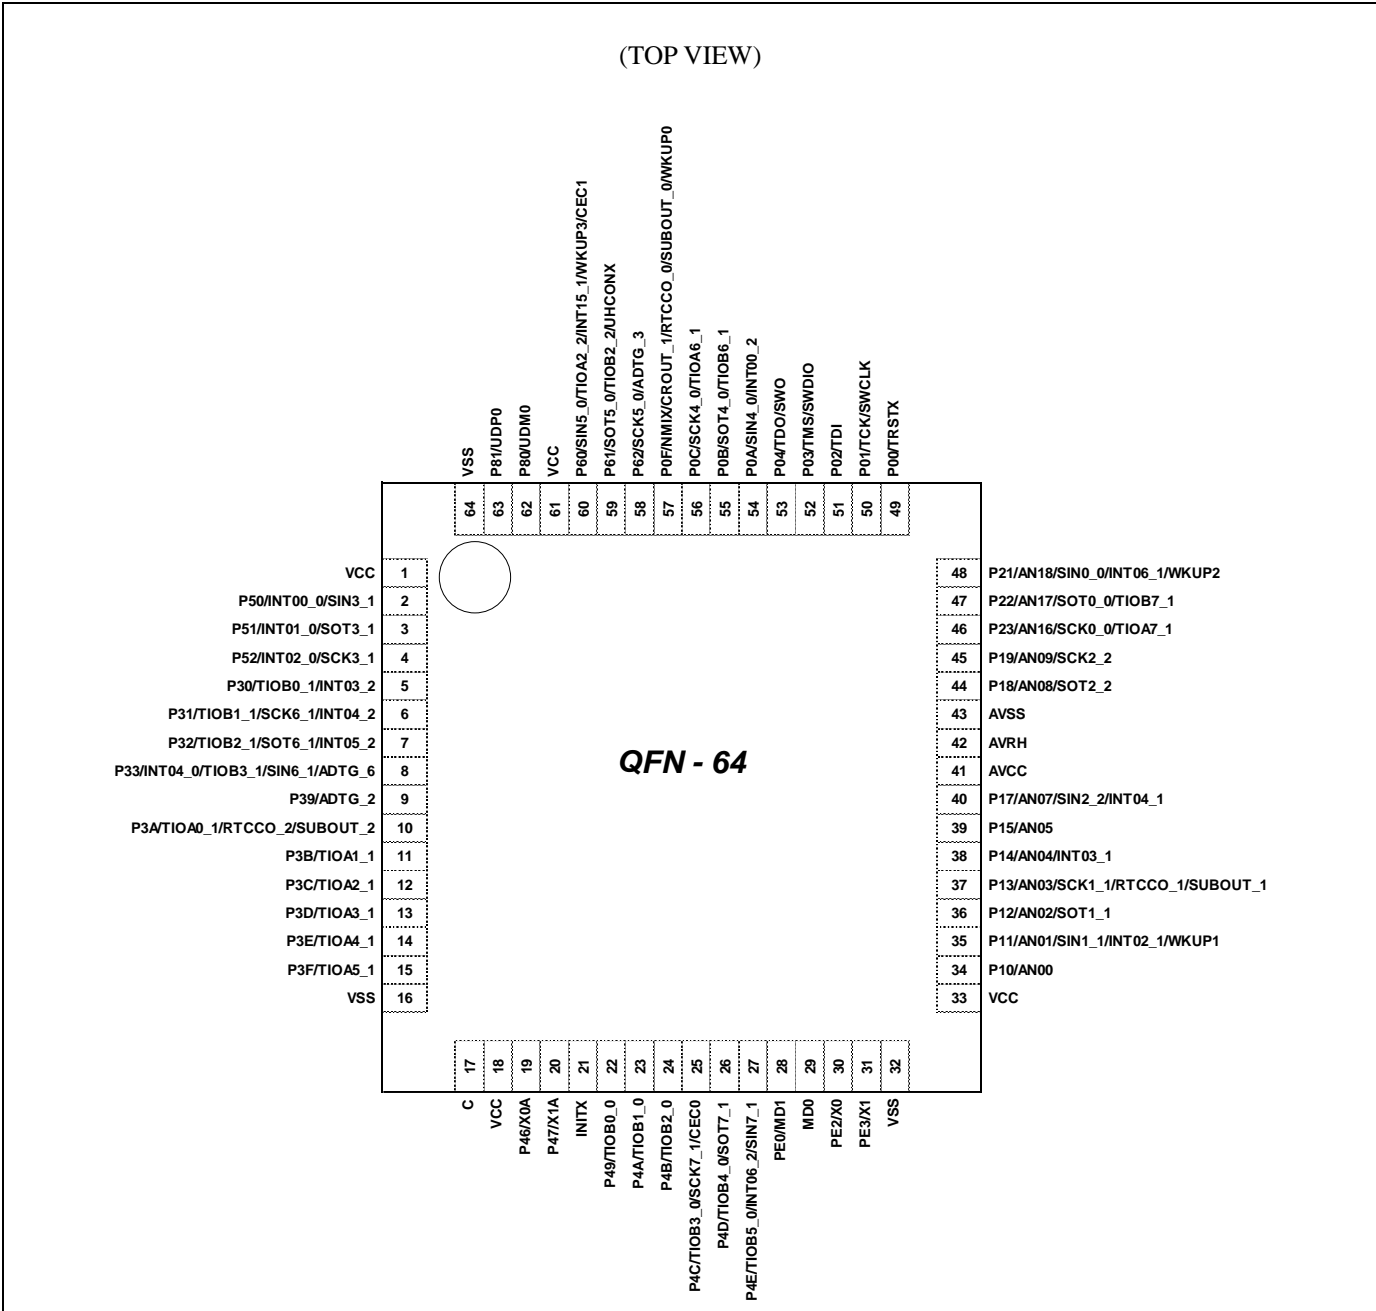 (TOP VIEW)
VSS
P81/UDP0
P80/UDM0
VCC
P60/SIN5_0/TIOA2_2/INT15_1/WKUP3/CEC1
P61/SOT5_0/TIOB2_2/UHCONX
P62/SCK5_0/ADTG_3
P0F/NMIX/CROUT_1/RTCCO_0/SUBOUT_0/WKUP0
P0C/SCK4_0/TIOA6_1
P0B/SOT4_0/TIOB6_1
P0A/SIN4_0/INT00_2
P04/TDO/SWO
P03/TMS/SWDIO
P02/TDI
P01/TCK/SWCLK
P00/TRSTX
64 63 62 61 60 59 58 57 56 55 54 53 52 51 50 49
VCC 1
P50/INT00_0/SIN3_1 2
P51/INT01_0/SOT3_1 3
P52/INT02_0/SCK3_1 4
P30/TIOB0_1/INT03_2 5
P31/TIOB1_1/SCK6_1/INT04_2 6
P32/TIOB2_1/SOT6_1/INT05_2 7
P33/INT04_0/TIOB3_1/SIN6_1/ADTG_6 8
P39/ADTG_2 9
P3A/TIOA0_1/RTCCO_2/SUBOUT_2 10
P3B/TIOA1_1 11
P3C/TIOA2_1 12
P3D/TIOA3_1 13
P3E/TIOA4_1 14
P3F/TIOA5_1 15
VSS 16
QFN - 64
48 P21/AN18/SIN0_0/INT06_1/WKUP2
47 P22/AN17/SOT0_0/TIOB7_1
46 P23/AN16/SCK0_0/TIOA7_1
45 P19/AN09/SCK2_2
44 P18/AN08/SOT2_2
43 AVSS
42 AVRH
41 AVCC
40 P17/AN07/SIN2_2/INT04_1
39 P15/AN05
38 P14/AN04/INT03_1
37 P13/AN03/SCK1_1/RTCCO_1/SUBOUT_1
36 P12/AN02/SOT1_1
35 P11/AN01/SIN1_1/INT02_1/WKUP1
34 P10/AN00
33 VCC
17 18 19 20 21 22 23 24 25 26 27 28 29 30 31 32
C
VCC
P46/X0A
P47/X1A
INITX
P49/TIOB0_0
P4A/TIOB1_0
P4B/TIOB2_0
P4C/TIOB3_0/SCK7_1/CEC0
P4D/TIOB4_0/SOT7_1
P4E/TIOB5_0/INT06_2/SIN7_1
PE0/MD1
MD0
PE2/X0
PE3/X1
VSS